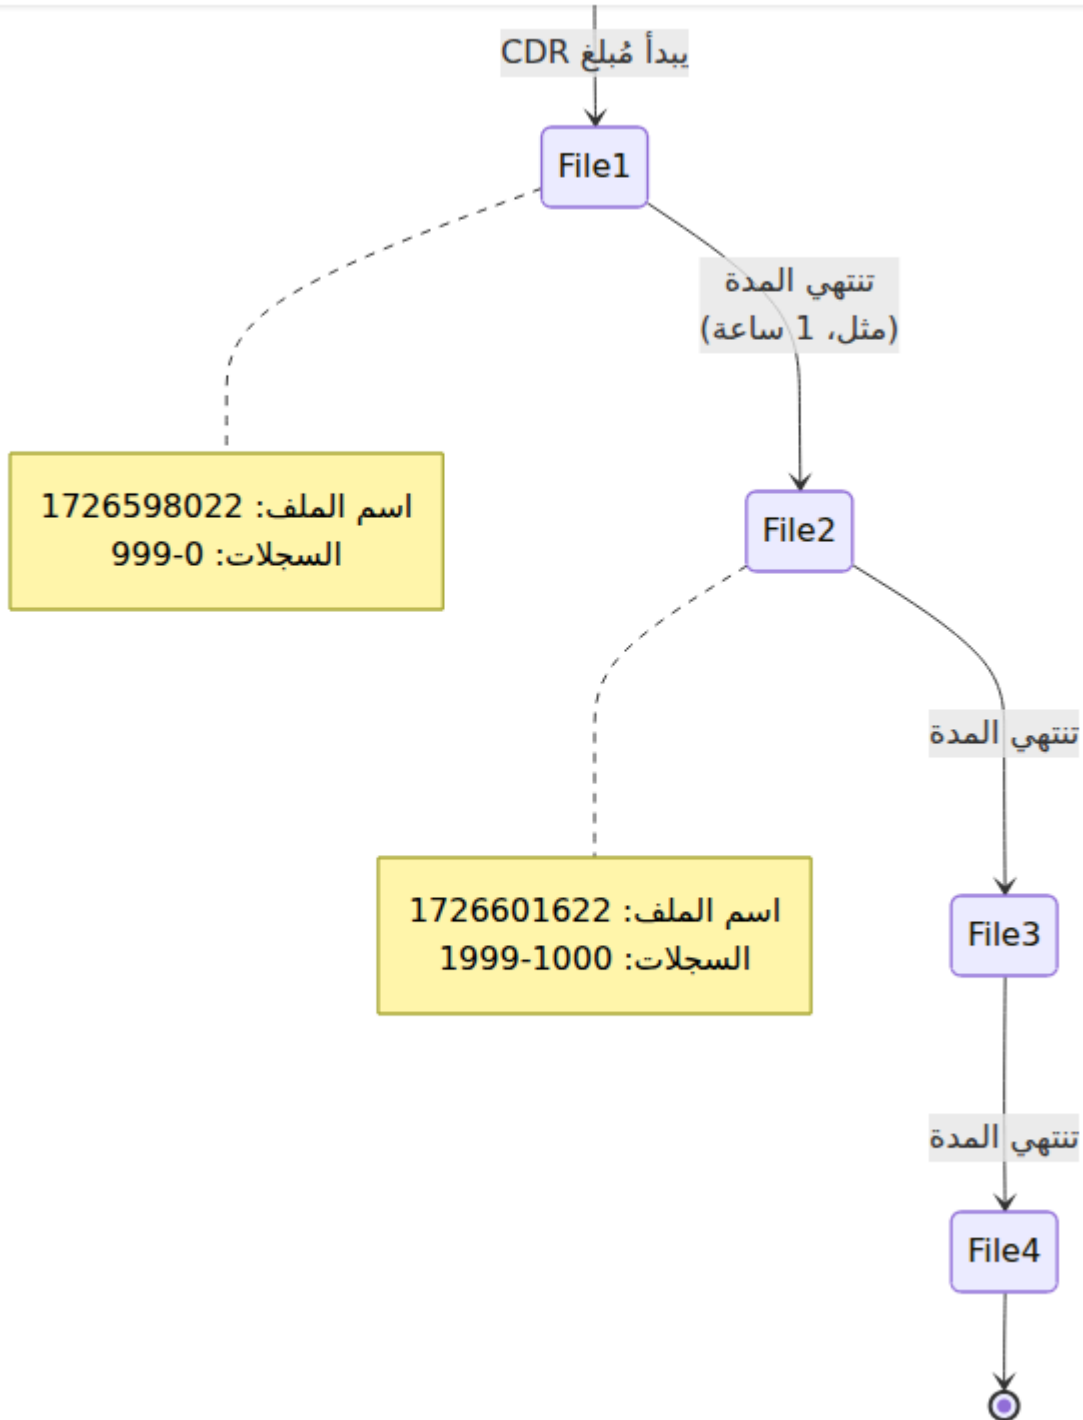 يبدأ مُبلغ CDR
File1
تنتهي المدة
(مثل، 1 ساعة)
اسم الملف: 1726598022
السجلات: 0-999
File2
تنتهي المدة
اسم الملف: 1726601622
السجلات: 1000-1999
File3
تنتهي المدة
File4